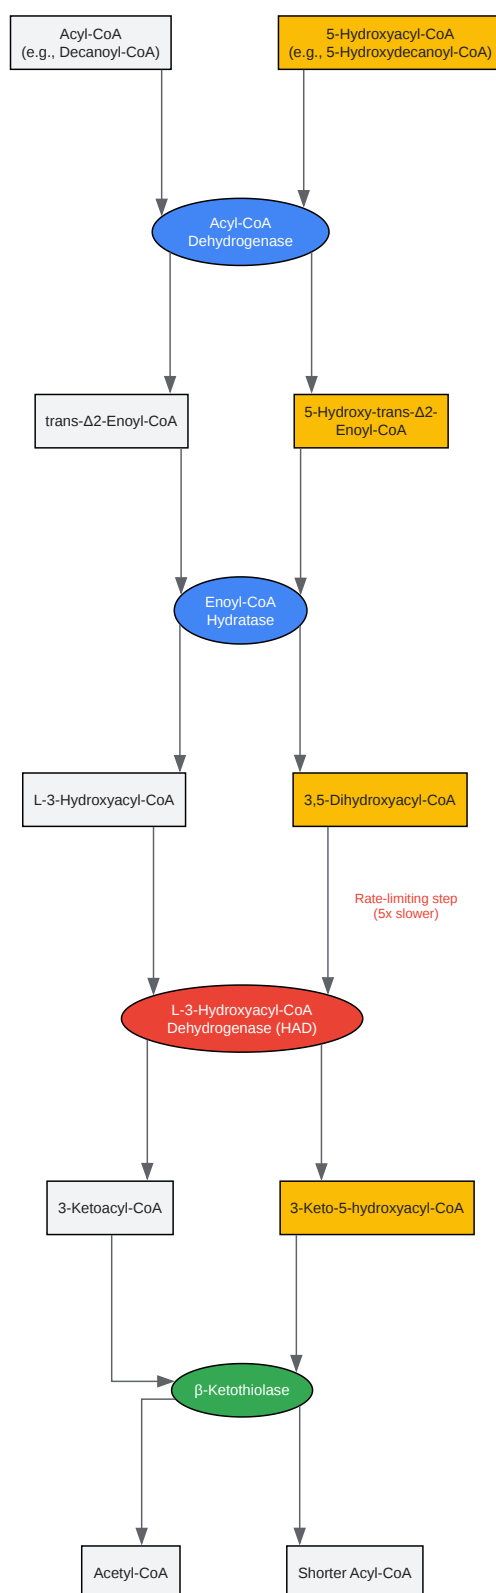 Acyl-CoA
(e.g., Decanoyl-CoA)
5-Hydroxyacyl-CoA
(e.g., 5-Hydroxydecanoyl-CoA)
Acyl-CoA
Dehydrogenase
trans-Δ2-Enoyl-CoA
5-Hydroxy-trans-Δ2-
Enoyl-CoA
Enoyl-CoA
Hydratase
L-3-Hydroxyacyl-CoA
3,5-Dihydroxyacyl-CoA
Rate-limiting step
(5x slower)
L-3-Hydroxyacyl-CoA
Dehydrogenase (HAD)
3-Ketoacyl-CoA
3-Keto-5-hydroxyacyl-CoA
β-Ketothiolase
Acetyl-CoA
Shorter Acyl-CoA